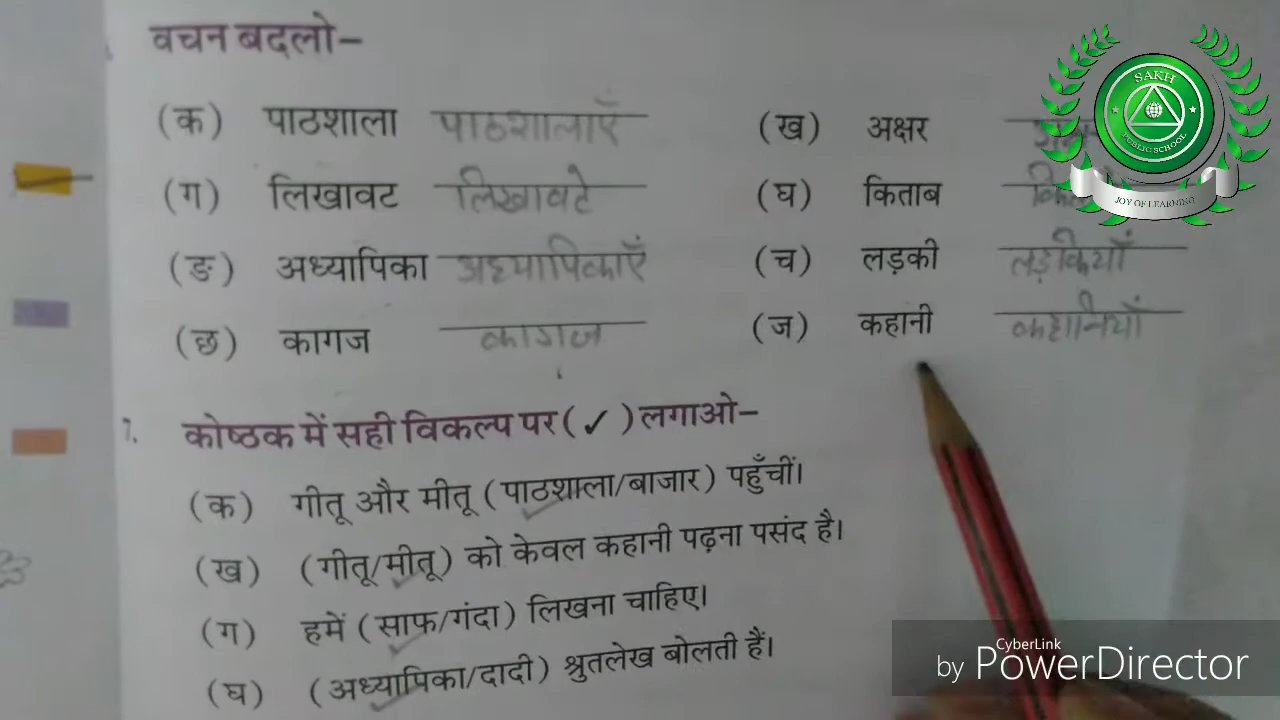 वचन बदलो–
(क) पाठशाला पाठशालाएँ (ख) अक्षर
(ग) लिखावट लिखावटे (घ) किताब
(ङ) अध्यापिका अध्यापिकाएँ (च) लड़की लड़कियाँ
(छ) कागज कागज (ज) कहानी कहानियाँ
7. कोष्ठक में सही विकल्प पर (✓) लगाओ–
(क) गीतू और मीतू (पाठशाला/बाजार) पहुँचीं।
(ख) (गीतू/मीतू) को केवल कहानी पढ़ना पसंद है।
(ग) हमें (साफ/गंदा) लिखना चाहिए।
(घ) (अध्यापिका/दादी) श्रुतलेख बोलती हैं।
SAKH
PUBLIC SCHOOL
JOY OF LEARNING
CyberLink
by PowerDirector